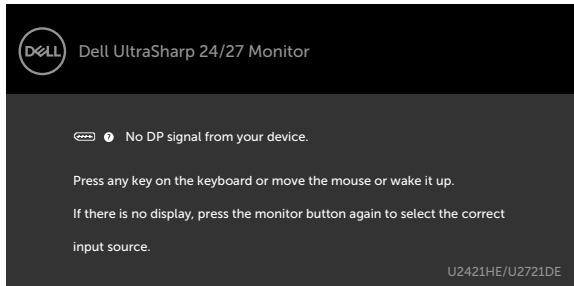 DELL Dell UltraSharp 24/27 Monitor
? No DP signal from your device.
Press any key on the keyboard or move the mouse or wake it up.
If there is no display, press the monitor button again to select the correct
input source.
U2421HE/U2721DE